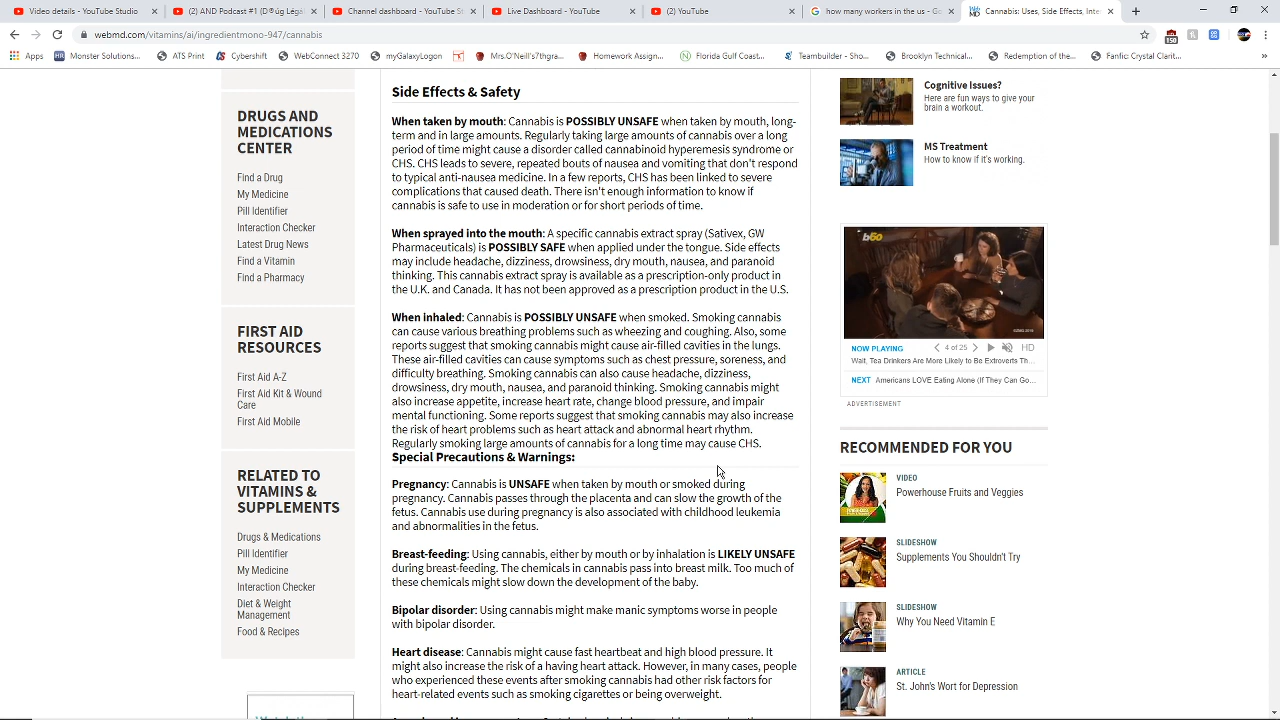 Video details - YouTube Studio
(2) AND Podcast #1 (D®üg Légal
Channel dashboard - YouTube St
Live Dashboard - YouTube
(2) YouTube
how many workers in the us - Go
Cannabis: Uses, Side Effects, Inte
webmd.com/vitamins/ai/ingredientmono-947/cannabis
150
Apps
Monster Solutions...
ATS Print
Cybershift
WebConnect 3270
myGalaxyLogon
Mrs.O'Neill's7thgr...
Homework Assign...
Florida Gulf Coast...
Teambuilder - Sho...
Brooklyn Technical...
Redemption of the...
Fanfic: Crystal Clarit...
DRUGS AND
MEDICATIONS
CENTER
Find a Drug
My Medicine
Pill Identifier
Interaction Checker
Latest Drug News
Find a Vitamin
Find a Pharmacy
FIRST AID
RESOURCES
First Aid A-Z
First Aid Kit & Wound
Care
First Aid Mobile
RELATED TO
VITAMINS &
SUPPLEMENTS
Drugs & Medications
Pill Identifier
My Medicine
Interaction Checker
Diet & Weight
Management
Food & Recipes
Side Effects & Safety
When taken by mouth: Cannabis is POSSIBLY UNSAFE when taken by mouth, long-
term and in large amounts. Regularly taking large amounts of cannabis over a long
period of time might cause a disorder called cannabinoid hyperemesis syndrome or
CHS. CHS leads to severe, repeated bouts of nausea and vomiting that don't respond
to typical anti-nausea medicine. In a few reports, CHS has been linked to severe
complications that caused death. There isn't enough information to know if
cannabis is safe to use in moderation or for short periods of time.
When sprayed into the mouth: A specific cannabis extract spray (Sativex, GW
Pharmaceuticals) is POSSIBLY SAFE when applied under the tongue. Side effects
may include headache, dizziness, drowsiness, dry mouth, nausea, and paranoid
thinking. This cannabis extract spray is available as a prescription-only product in
the U.K. and Canada. It has not been approved as a prescription product in the U.S.
When inhaled: Cannabis is POSSIBLY UNSAFE when smoked. Smoking cannabis
can cause various breathing problems such as wheezing and coughing. Also, some
reports suggest that smoking cannabis might cause air-filled cavities in the lungs.
These air-filled cavities can cause symptoms such as chest pressure, soreness, and
difficulty breathing. Smoking cannabis can also cause headache, dizziness,
drowsiness, dry mouth, nausea, and paranoid thinking. Smoking cannabis might
also increase appetite, increase heart rate, change blood pressure, and impair
mental functioning. Some reports suggest that smoking cannabis may also increase
the risk of heart problems such as heart attack and abnormal heart rhythm.
Regularly smoking large amounts of cannabis for a long time may cause CHS.
Special Precautions & Warnings:
Pregnancy: Cannabis is UNSAFE when taken by mouth or smoked during
pregnancy. Cannabis passes through the placenta and can slow the growth of the
fetus. Cannabis use during pregnancy is also associated with childhood leukemia
and abnormalities in the fetus.
Breast-feeding: Using cannabis, either by mouth or by inhalation is LIKELY UNSAFE
during breast-feeding. The chemicals in cannabis pass into breast milk. Too much of
these chemicals might slow down the development of the baby.
Bipolar disorder: Using cannabis might make manic symptoms worse in people
with bipolar disorder.
Heart disease: Cannabis might cause fast heartbeat and high blood pressure. It
might also increase the risk of a having heart attack. However, in many cases, people
who experienced these events after smoking cannabis had other risk factors for
heart-related events such as smoking cigarettes or being overweight.
Cognitive Issues?
Here are fun ways to give your
brain a workout.
MS Treatment
How to know if it's working.
b60
NOW PLAYING
4 of 25
HD
Wait, Tea Drinkers Are More Likely to Be Extroverts Th...
NEXT Americans LOVE Eating Alone (If They Can Go...
ADVERTISEMENT
RECOMMENDED FOR YOU
VIDEO
Powerhouse Fruits and Veggies
SLIDESHOW
Supplements You Shouldn't Try
SLIDESHOW
Why You Need Vitamin E
ARTICLE
St. John's Wort for Depression